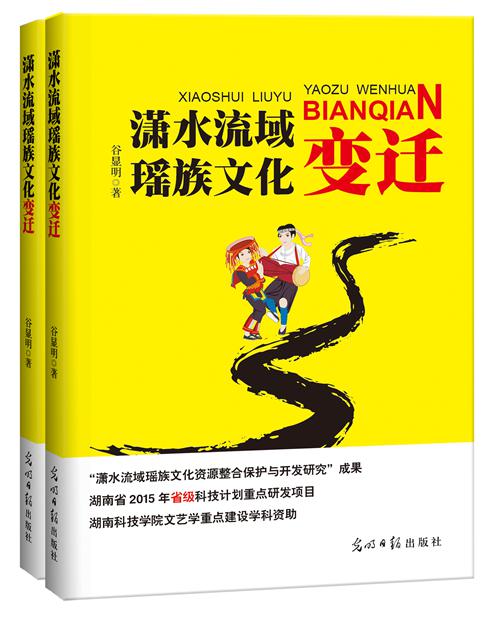 潇水流域瑶族文化变迁
谷显明◎著
光明日报出版社
潇水流域瑶族文化变迁
谷显明◎著
光明日报出版社
XIAOSHUI LIUYU
YAOZU WENHUA
BIANQIAN
潇水流域
瑶族文化
变迁
谷显明◎著
“潇水流域瑶族文化资源整合保护与开发研究”成果
湖南省2015年省级科技计划重点研发项目
湖南科技学院文艺学重点建设学科资助
光明日报出版社